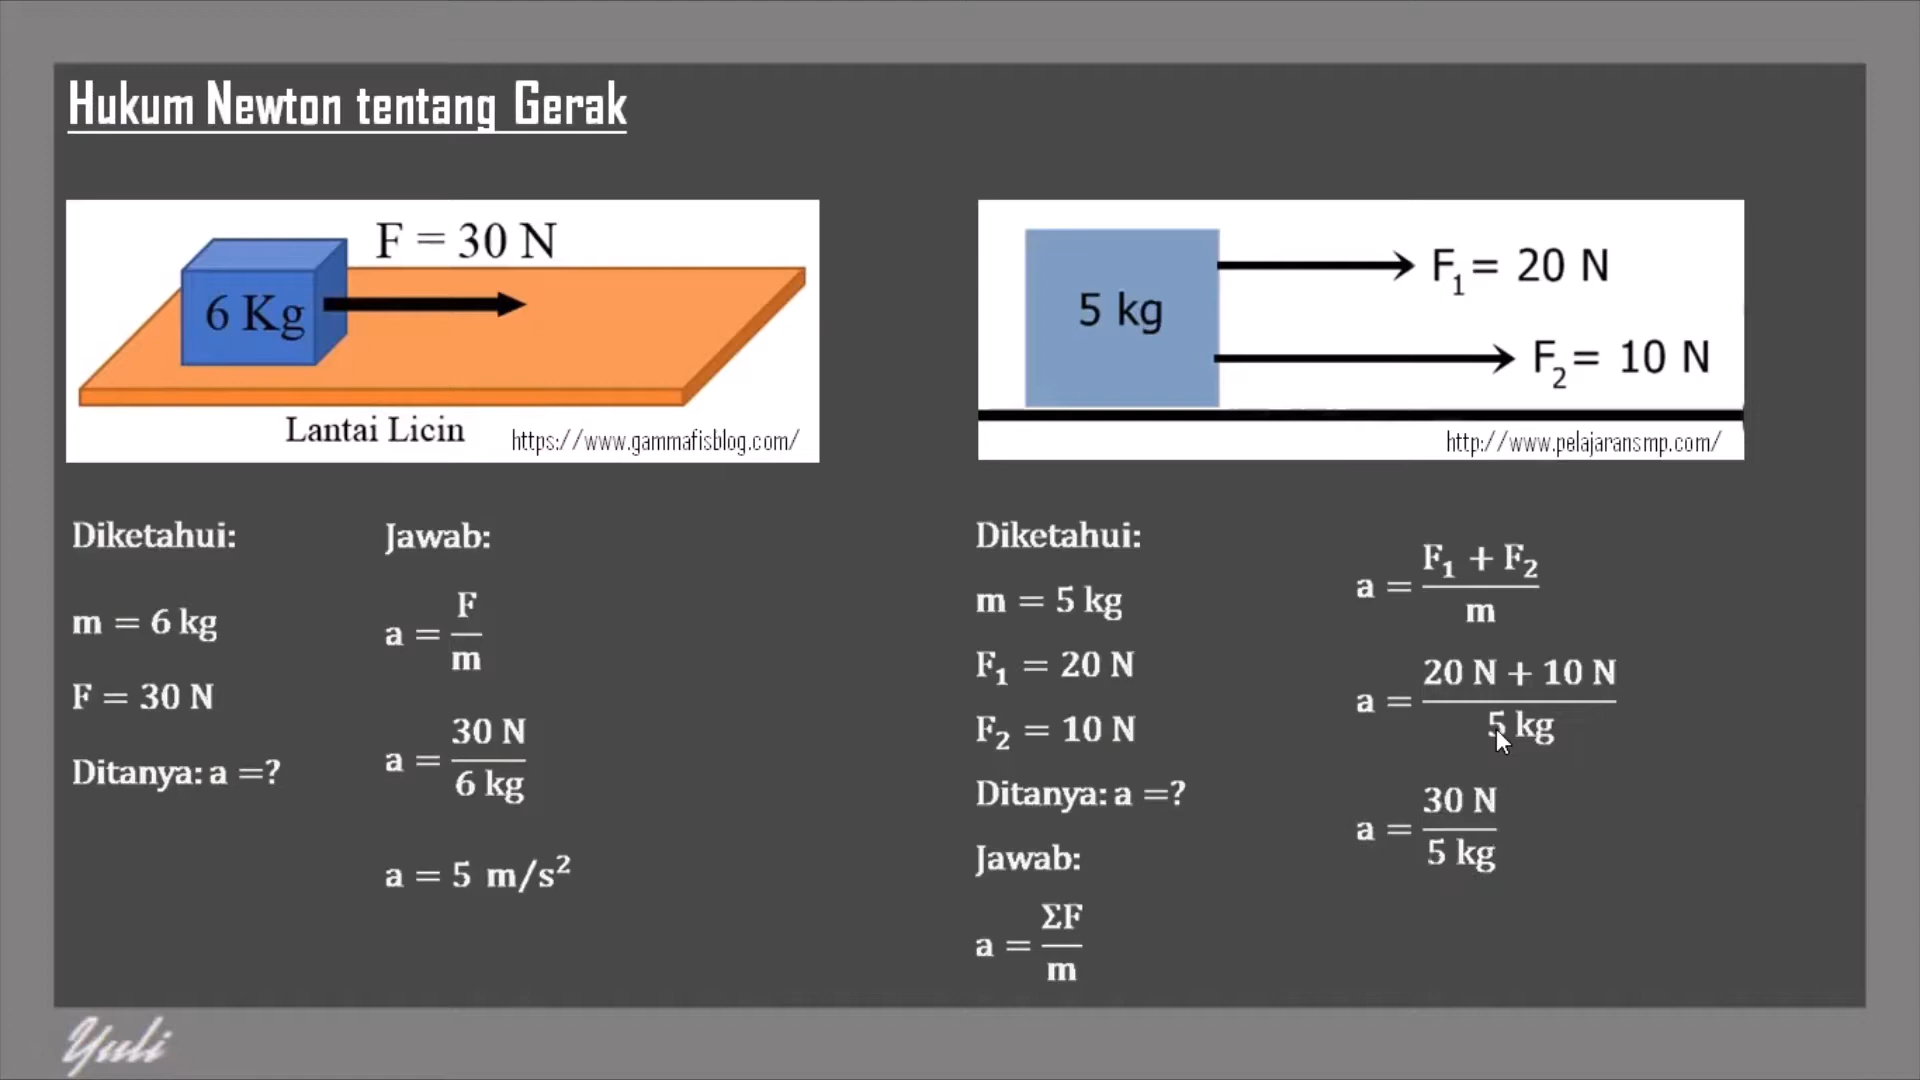 Hukum Newton tentang Gerak
F = 30 N
6 Kg
Lantai Licin
https://www.gammafisblog.com/
5 kg
F₁ = 20 N
F₂ = 10 N
http://www.pelajaransmp.com/
Diketahui:
m = 6 kg
F = 30 N
Ditanya: a =?
Jawab:
a = F/m
a = 30 N/6 kg
a = 5 m/s²
Diketahui:
m = 5 kg
F₁ = 20 N
F₂ = 10 N
Ditanya: a =?
Jawab:
a = ΣF/m
a = F₁ + F₂/m
a = 20 N + 10 N/5 kg
a = 30 N/5 kg
Yuli